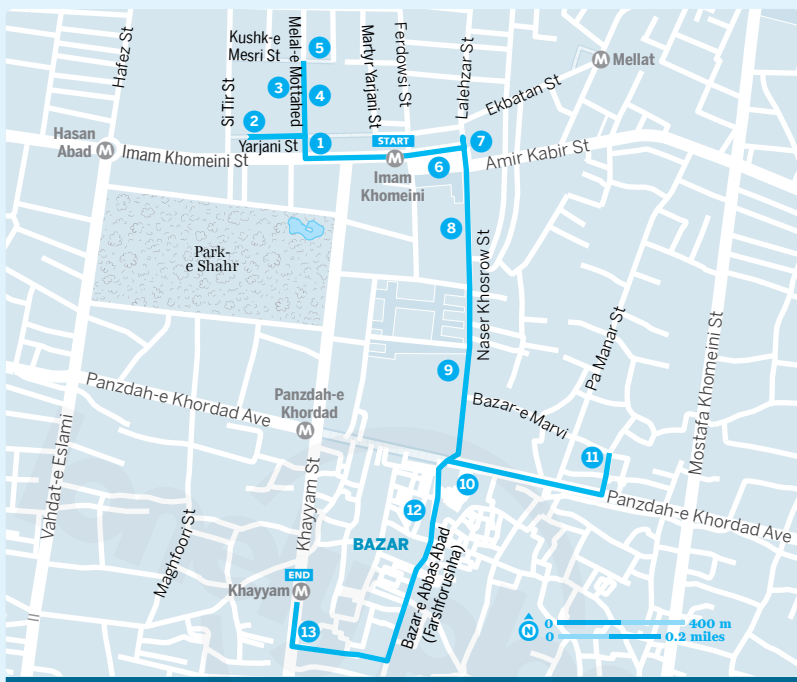 Hafez St
Kushk-e
Mesri St
Melal-e Mottahed
5
Martyr Yarjani St
Ferdowsi St
Lalehzar St
M Mellat
Ekbatan St
Si Tir St
3
4
2
Yarjani St
1
START
7
Hasan
Abad M
Imam Khomeini St
M
Imam
Khomeini
6
Amir Kabir St
8
Park-
e Shahr
Naser Khosrow St
Mostafa Khomeini St
Pa Manar St
9
Panzdah-e Khordad Ave
Panzdah-e
Khordad
M
Bazar-e Marvi
11
10
Panzdah-e Khordad Ave
Vahdat-e Eslami
Khayyam St
12
BAZAR
Maghfoori St
Bazar-e Abbas Abad
(Farshforushha)
END
Khayyam M
13
N
0 400 m
0 0.2 miles